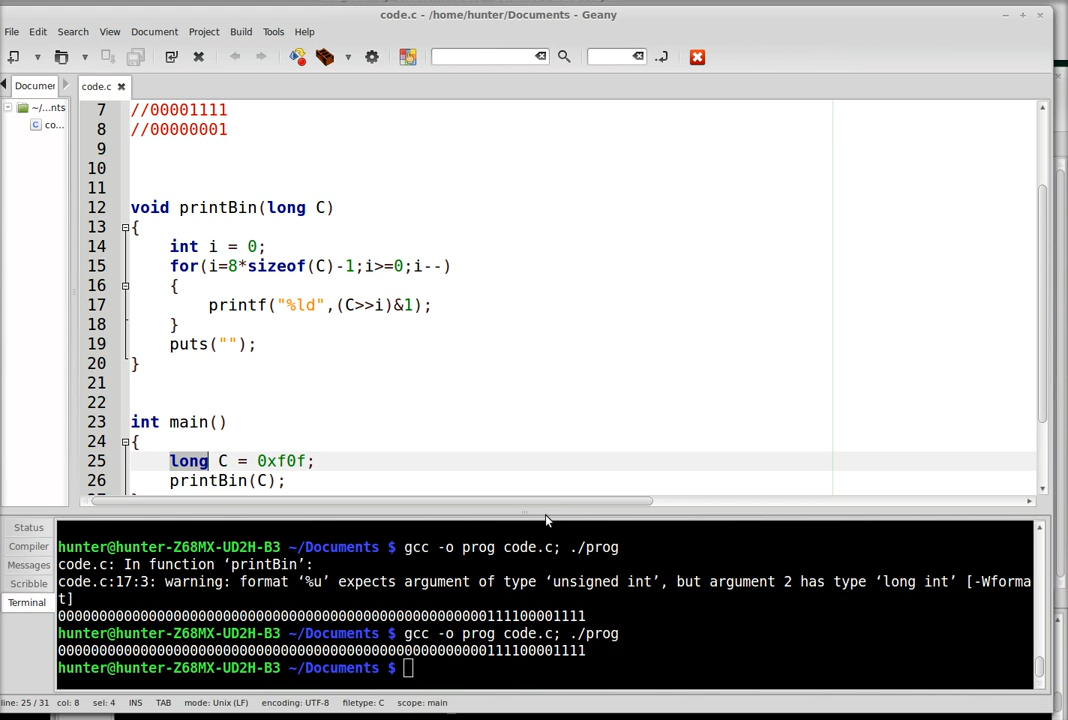 code.c - /home/hunter/Documents - Geany
File Edit Search View Document Project Build Tools Help
Documer
code.c
~/...nts
co...
7 //00001111
8 //00000001
9
10
11
12 void printBin(long C)
13 {
14 int i = 0;
15 for(i=8*sizeof(C)-1;i>=0;i--)
16 {
17 printf("%ld",(C>>i)&1);
18 }
19 puts("");
20 }
21
22
23 int main()
24 {
25 long C = 0xf0f;
26 printBin(C);
Status
Compiler
Messages
Scribble
Terminal
hunter@hunter-Z68MX-UD2H-B3 ~/Documents $ gcc -o prog code.c; ./prog
code.c: In function ‘printBin’:
code.c:17:3: warning: format ‘%u’ expects argument of type ‘unsigned int’, but argument 2 has type ‘long int’ [-Wforma
t]
0000000000000000000000000000000000000000000000000000111100001111
hunter@hunter-Z68MX-UD2H-B3 ~/Documents $ gcc -o prog code.c; ./prog
0000000000000000000000000000000000000000000000000000111100001111
hunter@hunter-Z68MX-UD2H-B3 ~/Documents $
line: 25 / 31 col: 8 sel: 4 INS TAB mode: Unix (LF) encoding: UTF-8 filetype: C scope: main